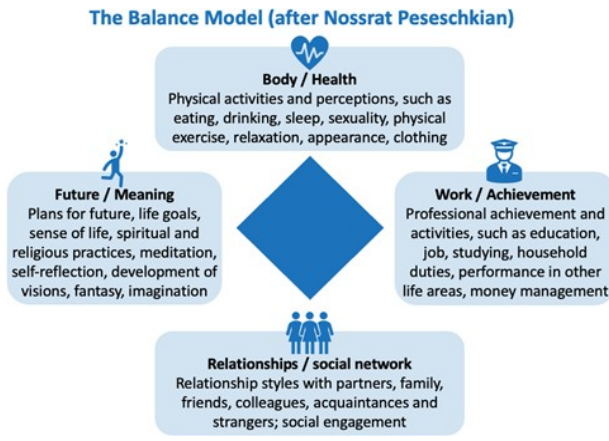 The Balance Model (after Nossrat Peseschkian)
Body / Health
Physical activities and perceptions, such as
eating, drinking, sleep, sexuality, physical
exercise, relaxation, appearance, clothing
Future / Meaning
Plans for future, life goals,
sense of life, spiritual and
religious practices, meditation,
self-reflection, development of
visions, fantasy, imagination
Work / Achievement
Professional achievement and
activities, such as education,
job, studying, household
duties, performance in other
life areas, money management
Relationships / social network
Relationship styles with partners, family,
friends, colleagues, acquaintances and
strangers; social engagement